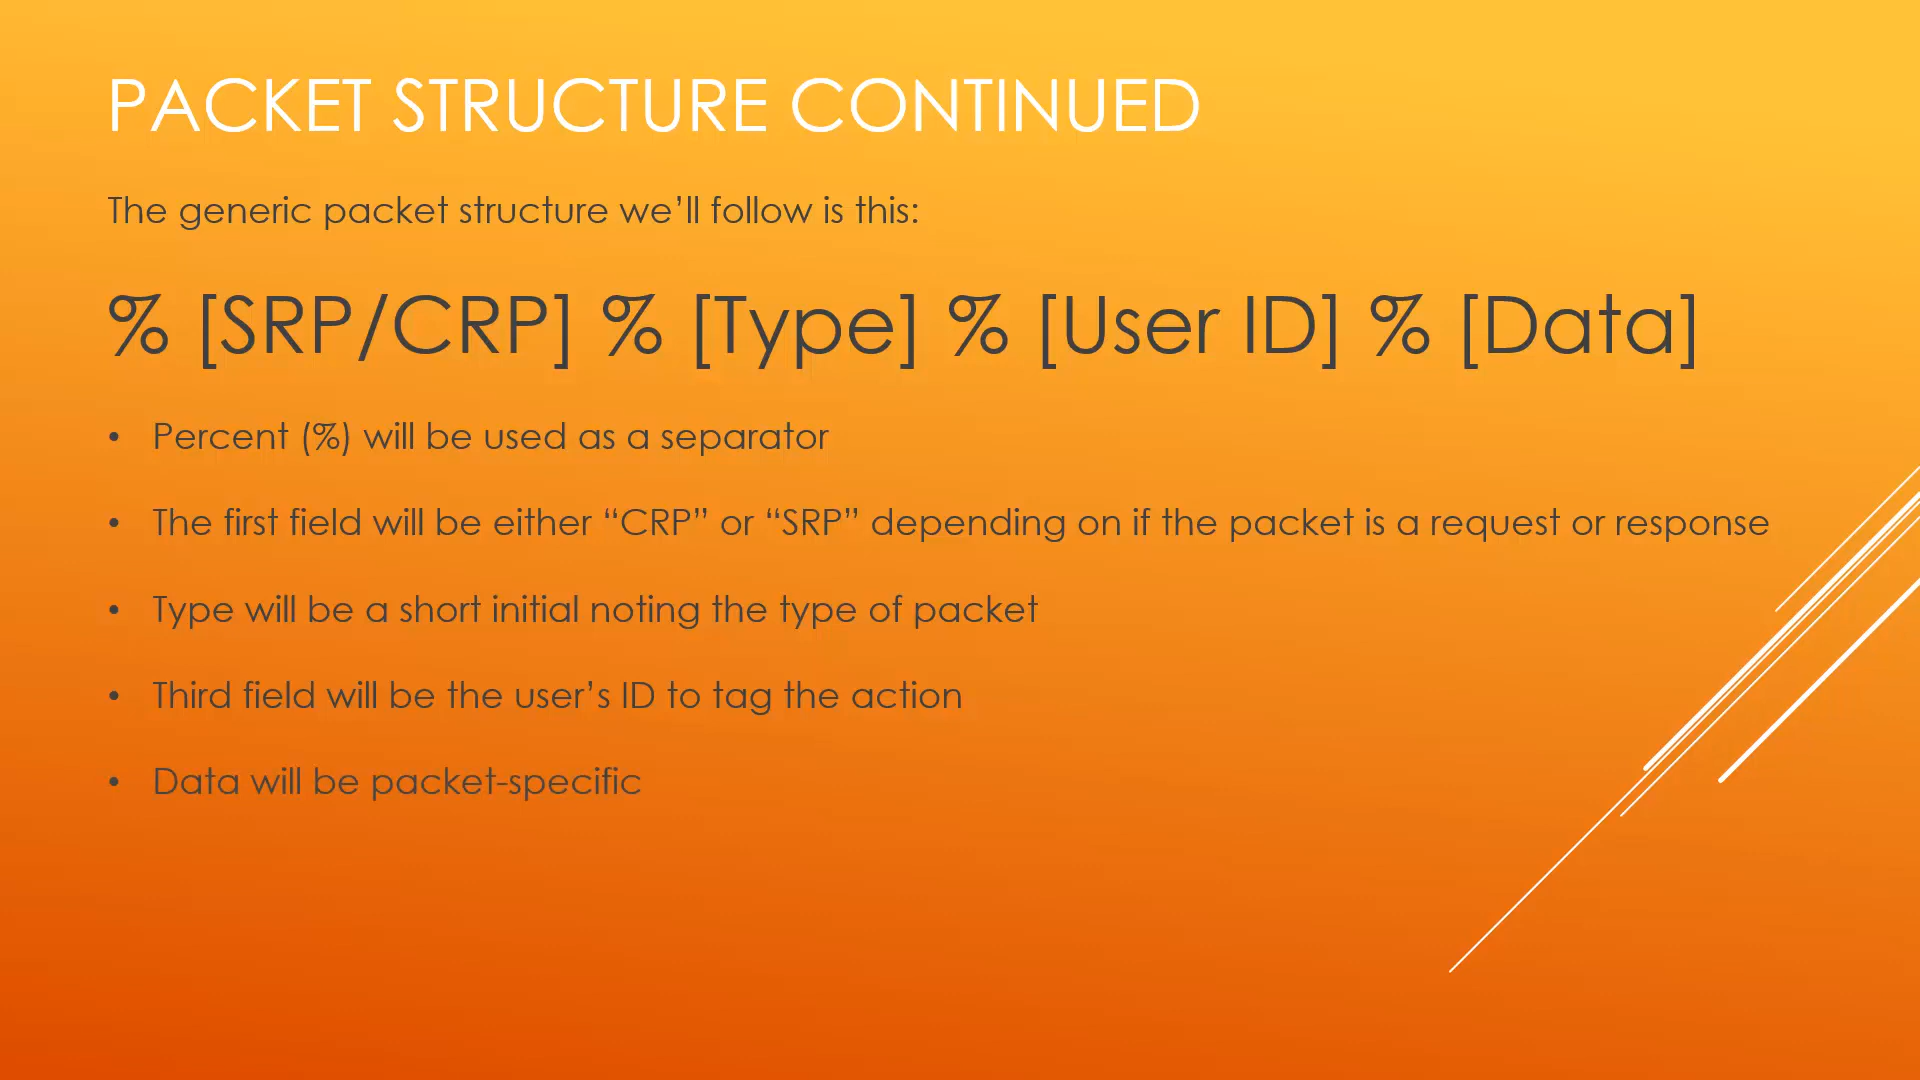 PACKET STRUCTURE CONTINUED
The generic packet structure we’ll follow is this:
% [SRP/CRP] % [Type] % [User ID] % [Data]
• Percent (%) will be used as a separator
• The first field will be either “CRP” or “SRP” depending on if the packet is a request or response
• Type will be a short initial noting the type of packet
• Third field will be the user’s ID to tag the action
• Data will be packet-specific